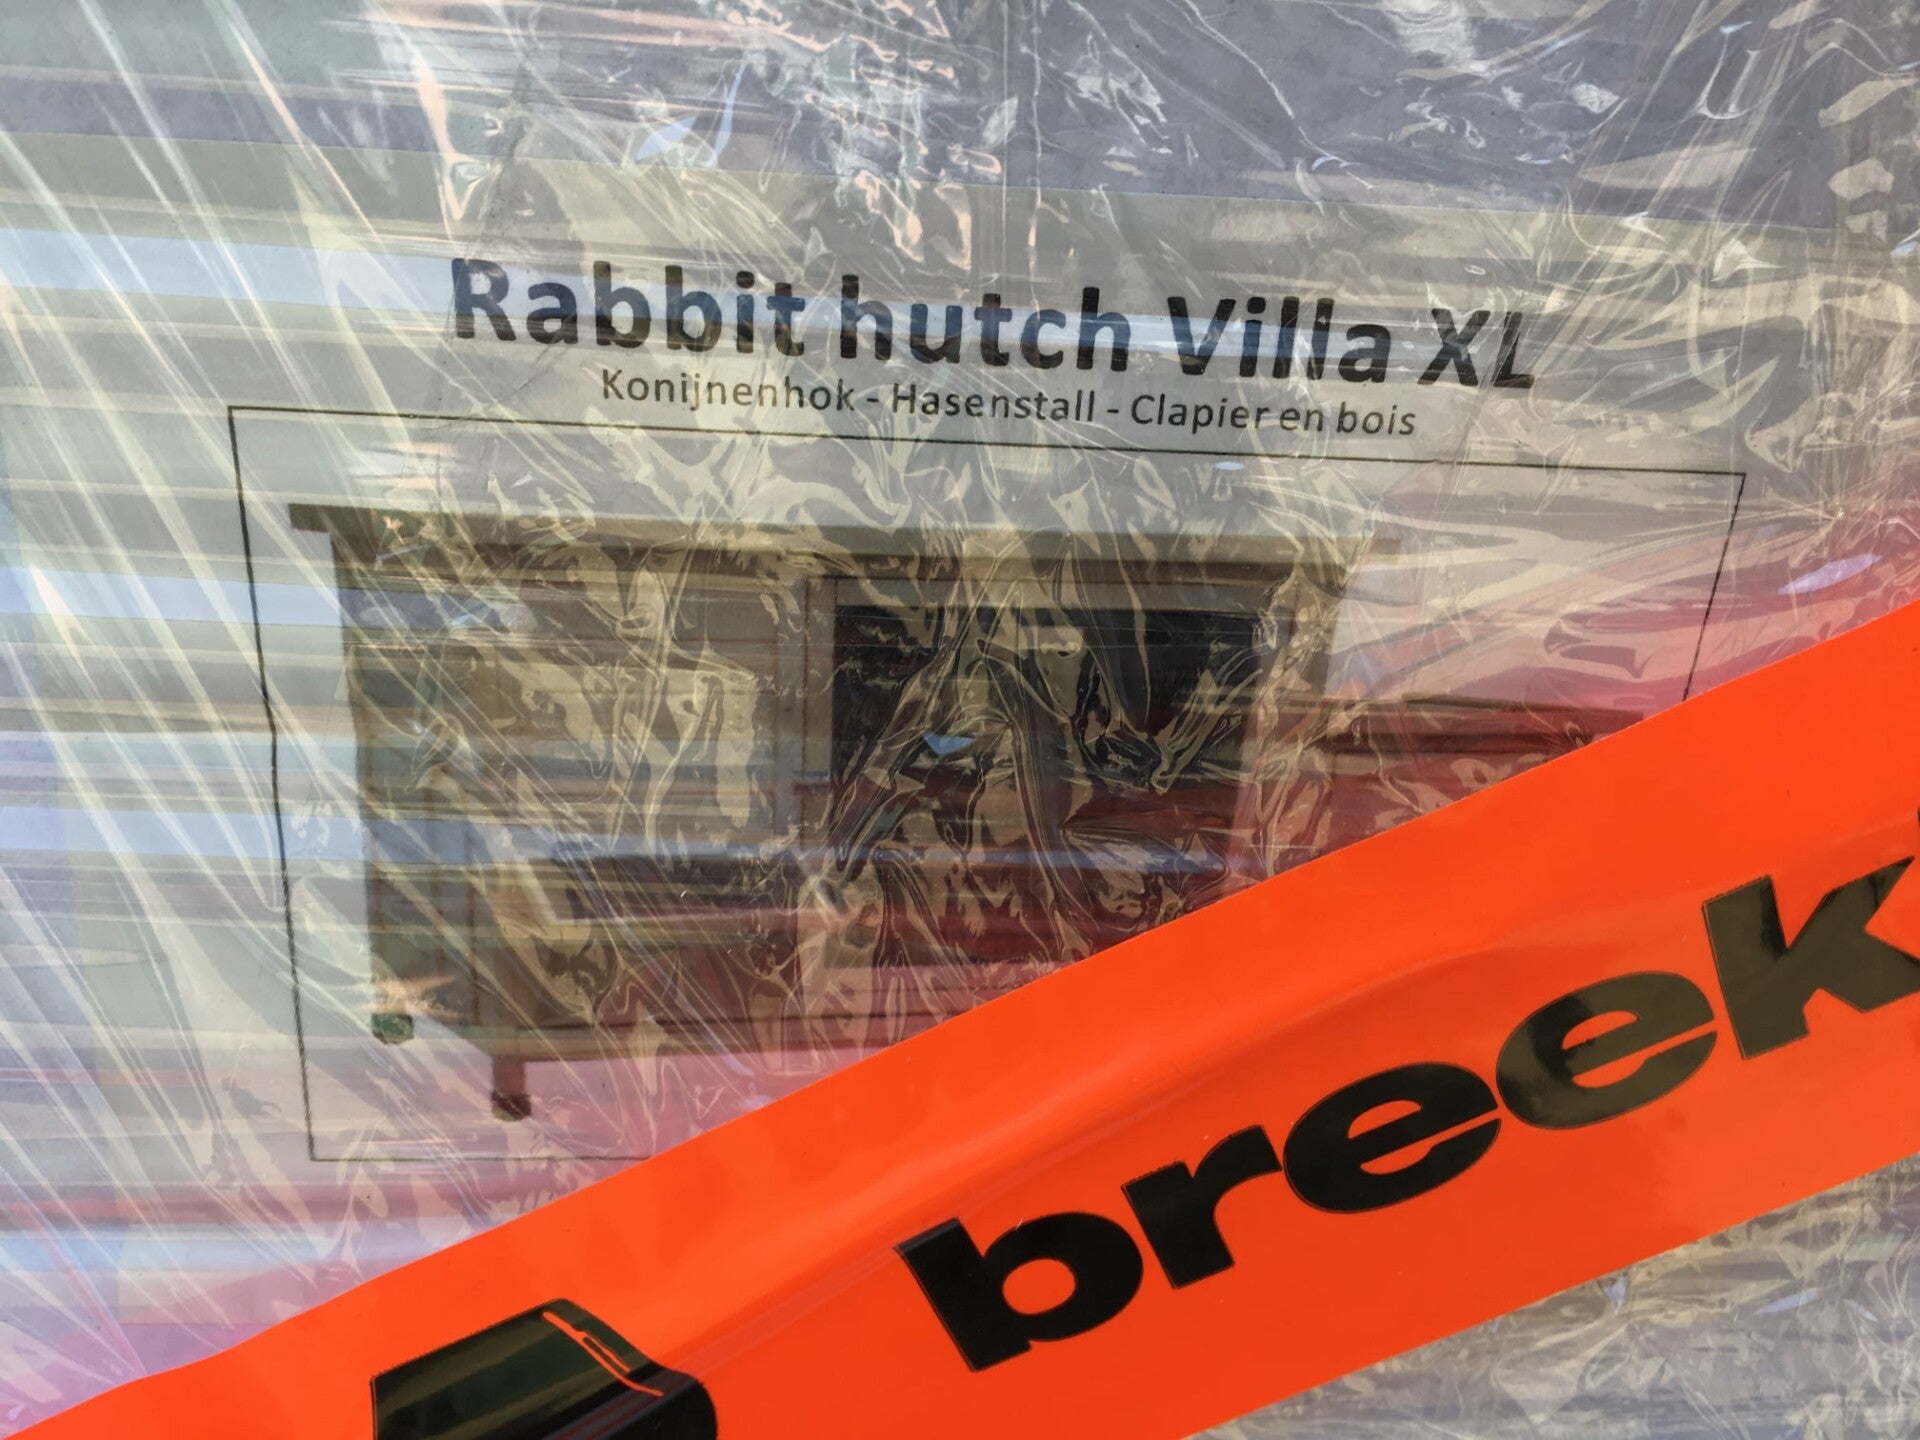 Rabbit hutch Villa XL
Konijnenhok - Hasenstall - Clapier en bois
breek